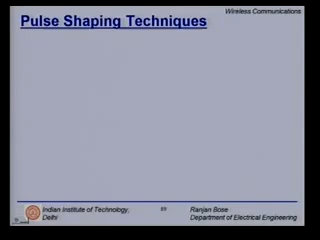 Wireless Communications
Pulse Shaping Techniques
Indian Institute of Technology,
Delhi
Ranjan Bose
Department of Electrical Engineering